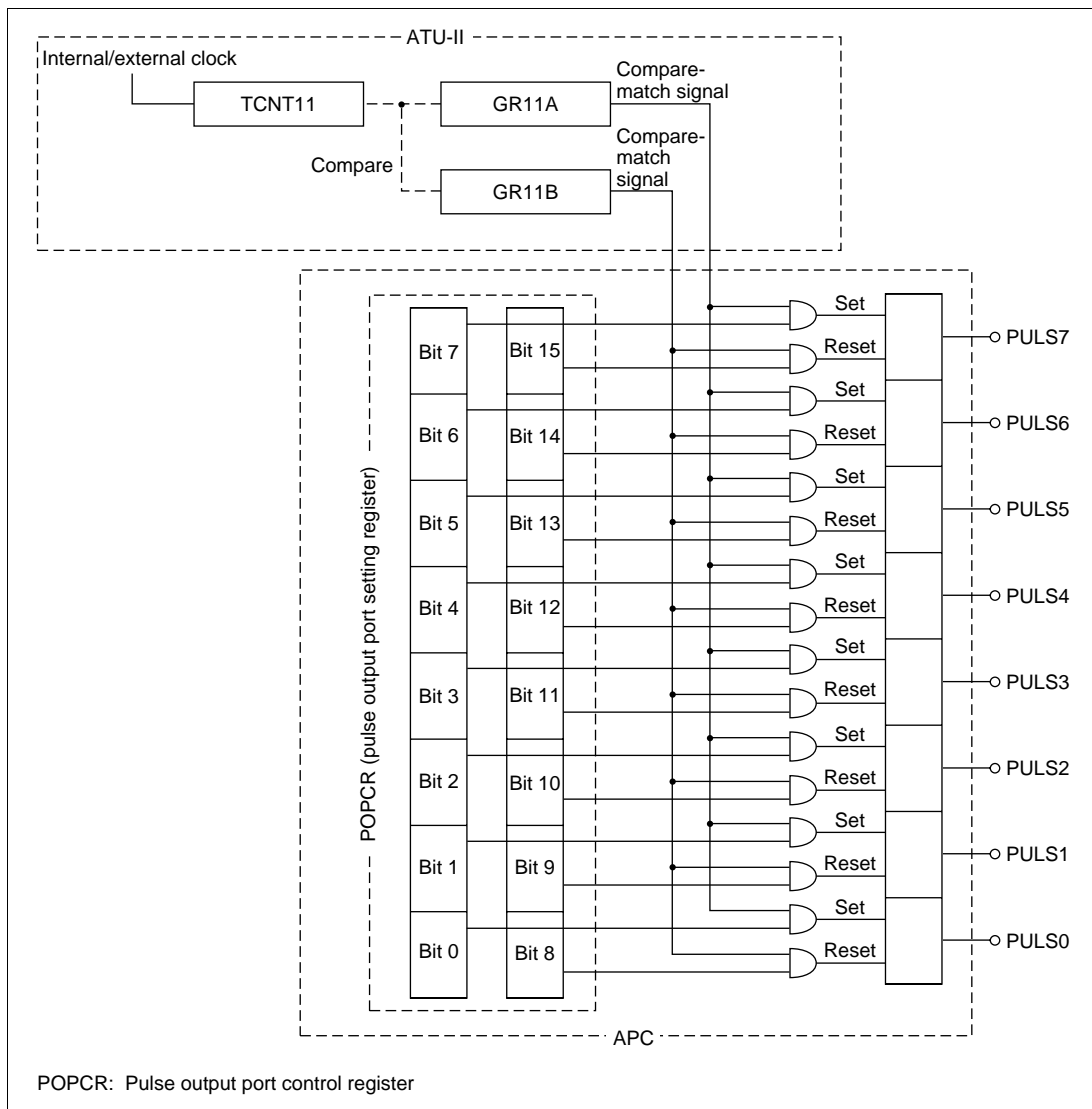 ATU-II
Internal/external clock
TCNT11
GR11A
Compare-
match signal
Compare
GR11B
Compare-
match
signal
POPCR (pulse output port setting register)
Bit 7
Bit 15
Set
Reset
PULS7
Bit 6
Bit 14
Set
Reset
PULS6
Bit 5
Bit 13
Set
Reset
PULS5
Bit 4
Bit 12
Set
Reset
PULS4
Bit 3
Bit 11
Set
Reset
PULS3
Bit 2
Bit 10
Set
Reset
PULS2
Bit 1
Bit 9
Set
Reset
PULS1
Bit 0
Bit 8
Set
Reset
PULS0
APC
POPCR: Pulse output port control register